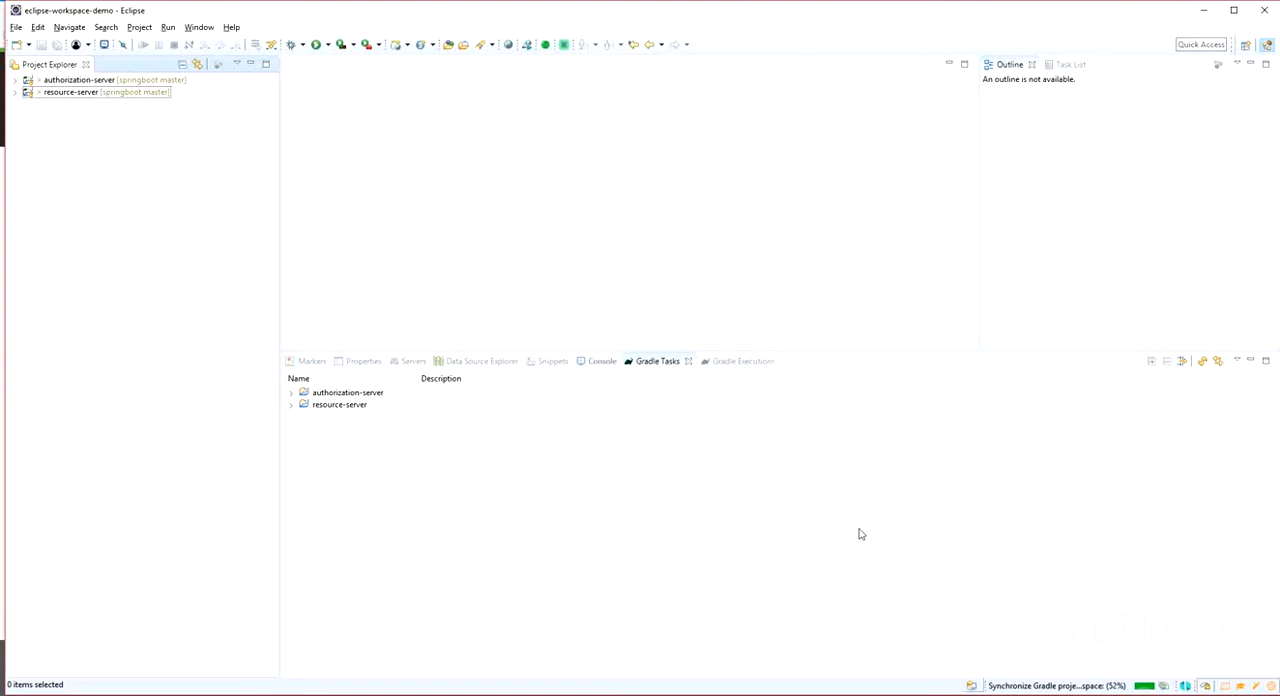 eclipse-workspace-demo - Eclipse
File Edit Navigate Search Project Run Window Help
Quick Access
Project Explorer
> authorization-server [springboot master]
> resource-server [springboot master]
Outline Task List
An outline is not available.
Markers Properties Servers Data Source Explorer Snippets Console Gradle Tasks Gradle Executions
Name Description
authorization-server
resource-server
0 items selected
Synchronize Gradle proje...space: (52%)